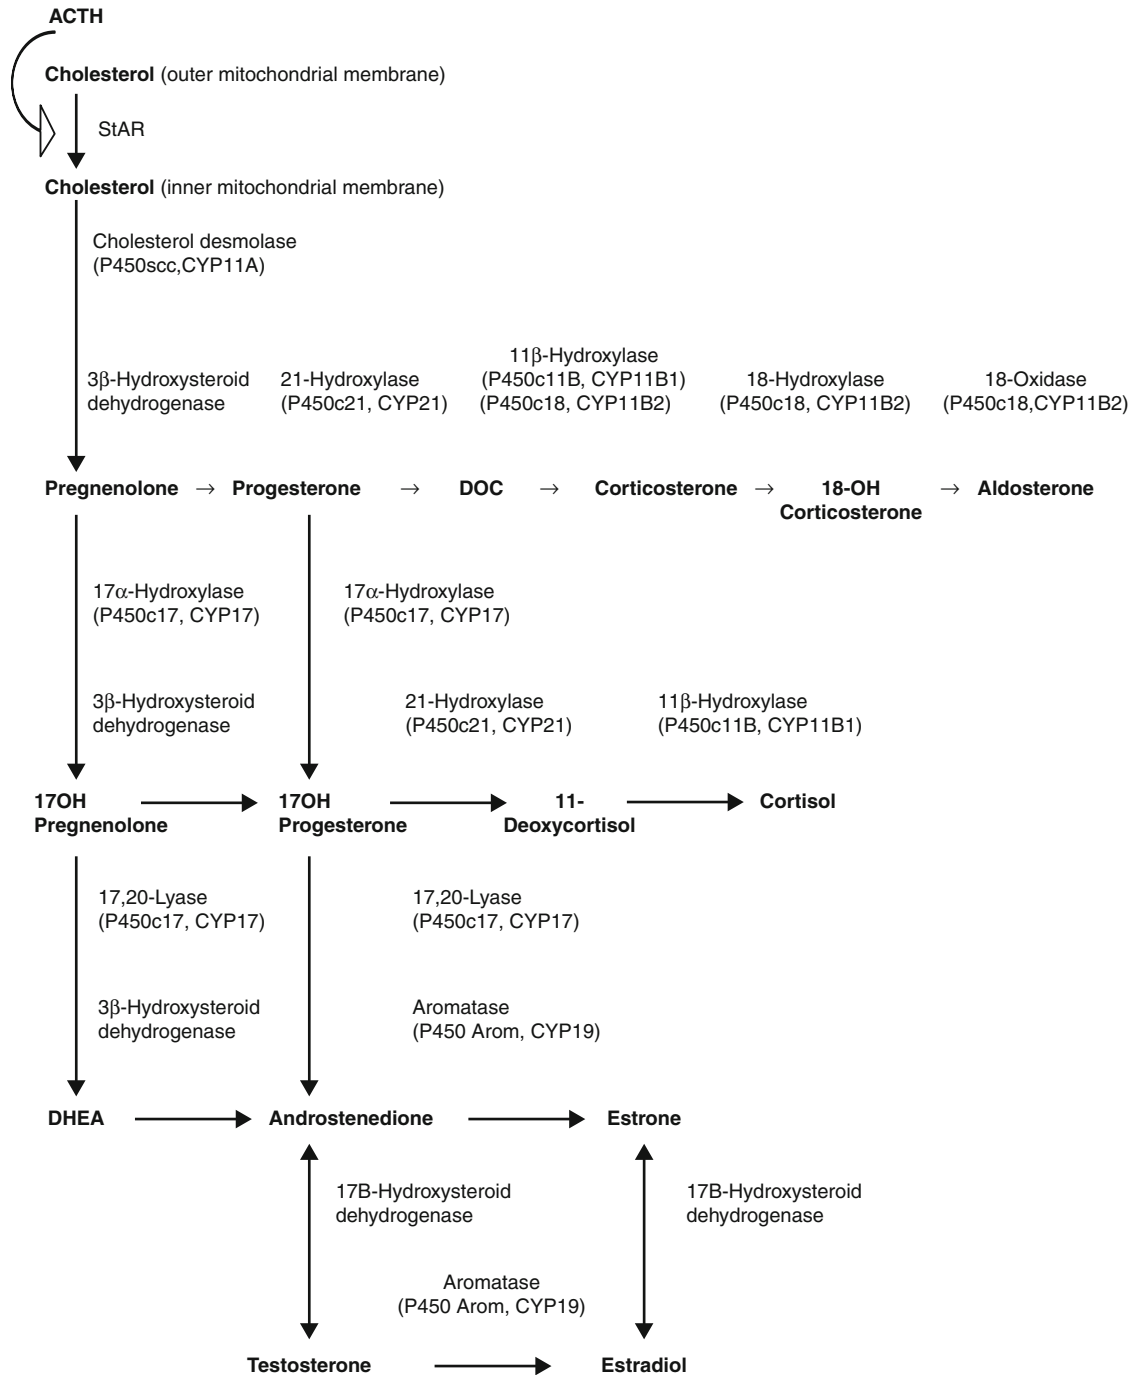 ACTH
Cholesterol (outer mitochondrial membrane)
StAR
Cholesterol (inner mitochondrial membrane)
Cholesterol desmolase
(P450scc,CYP11A)
3β-Hydroxysteroid
dehydrogenase
21-Hydroxylase
(P450c21, CYP21)
11β-Hydroxylase
(P450c11B, CYP11B1)
(P450c18, CYP11B2)
18-Hydroxylase
(P450c18, CYP11B2)
18-Oxidase
(P450c18,CYP11B2)
Pregnenolone → Progesterone → DOC → Corticosterone → 18-OH → Aldosterone
Corticosterone
17α-Hydroxylase
(P450c17, CYP17)
17α-Hydroxylase
(P450c17, CYP17)
3β-Hydroxysteroid
dehydrogenase
21-Hydroxylase
(P450c21, CYP21)
11β-Hydroxylase
(P450c11B, CYP11B1)
17OH
Pregnenolone
17OH
Progesterone
11-
Deoxycortisol
Cortisol
17,20-Lyase
(P450c17, CYP17)
17,20-Lyase
(P450c17, CYP17)
3β-Hydroxysteroid
dehydrogenase
Aromatase
(P450 Arom, CYP19)
DHEA
Androstenedione
Estrone
17B-Hydroxysteroid
dehydrogenase
17B-Hydroxysteroid
dehydrogenase
Aromatase
(P450 Arom, CYP19)
Testosterone
Estradiol